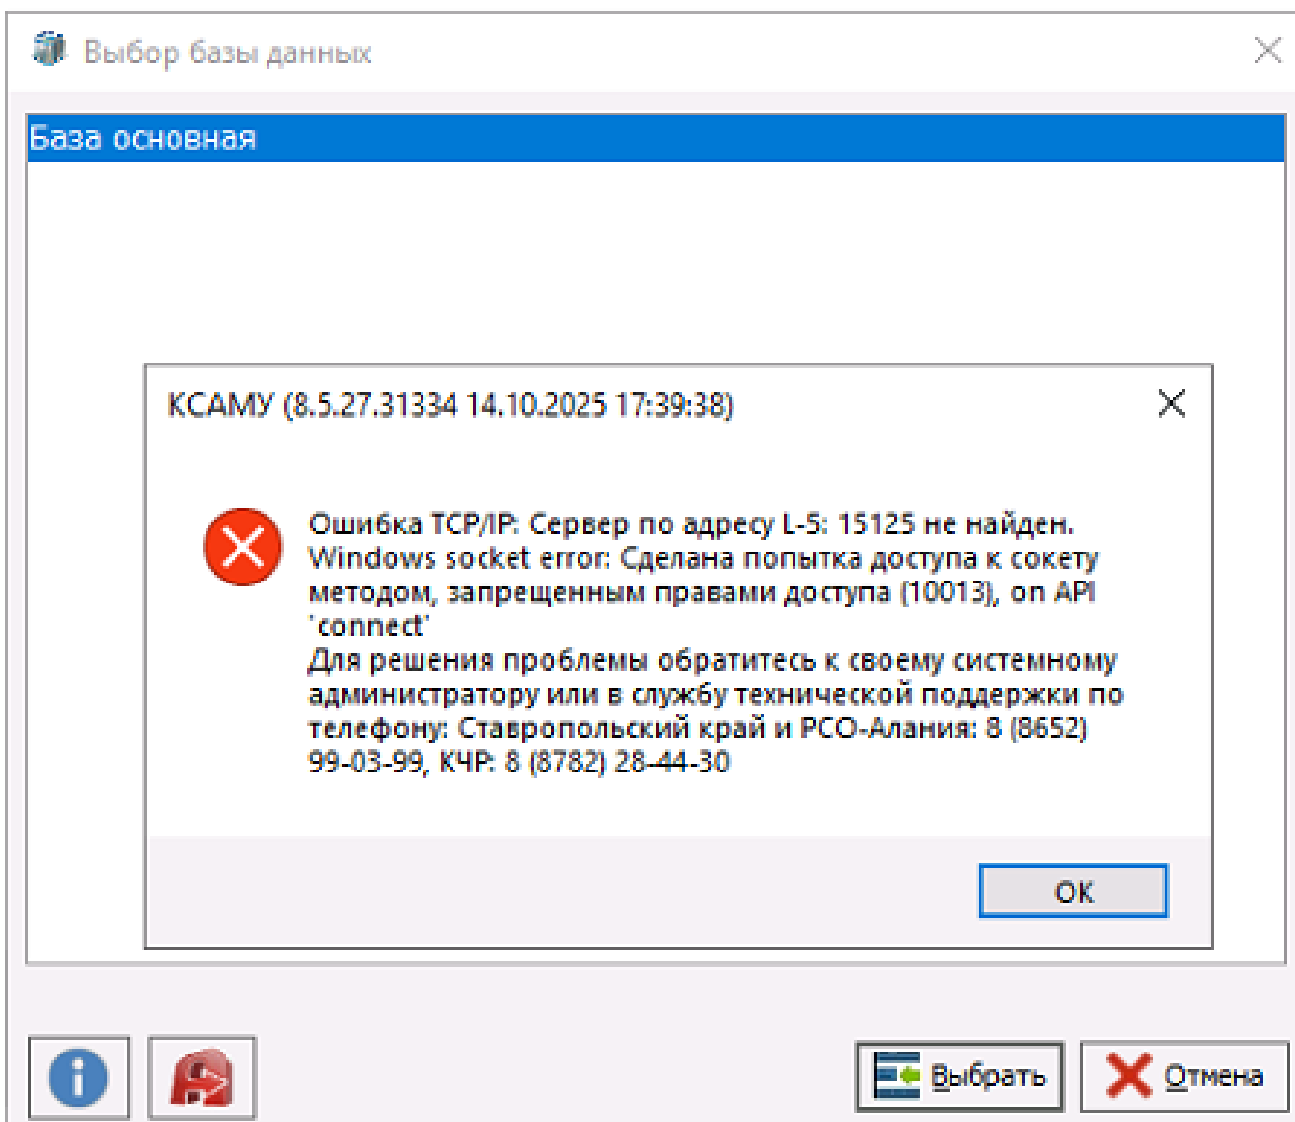 Выбор базы данных
База основная
КСАМУ (8.5.27.31334 14.10.2025 17:39:38)
Ошибка TCP/IP: Сервер по адресу L-5: 15125 не найден.
Windows socket error: Сделана попытка доступа к сокету
методом, запрещенным правами доступа (10013), on API
'connect'
Для решения проблемы обратитесь к своему системному
администратору или в службу технической поддержки по
телефону: Ставропольский край и РСО-Алания: 8 (8652)
99-03-99, КЧР: 8 (8782) 28-44-30
ОК
Выбрать
Отмена